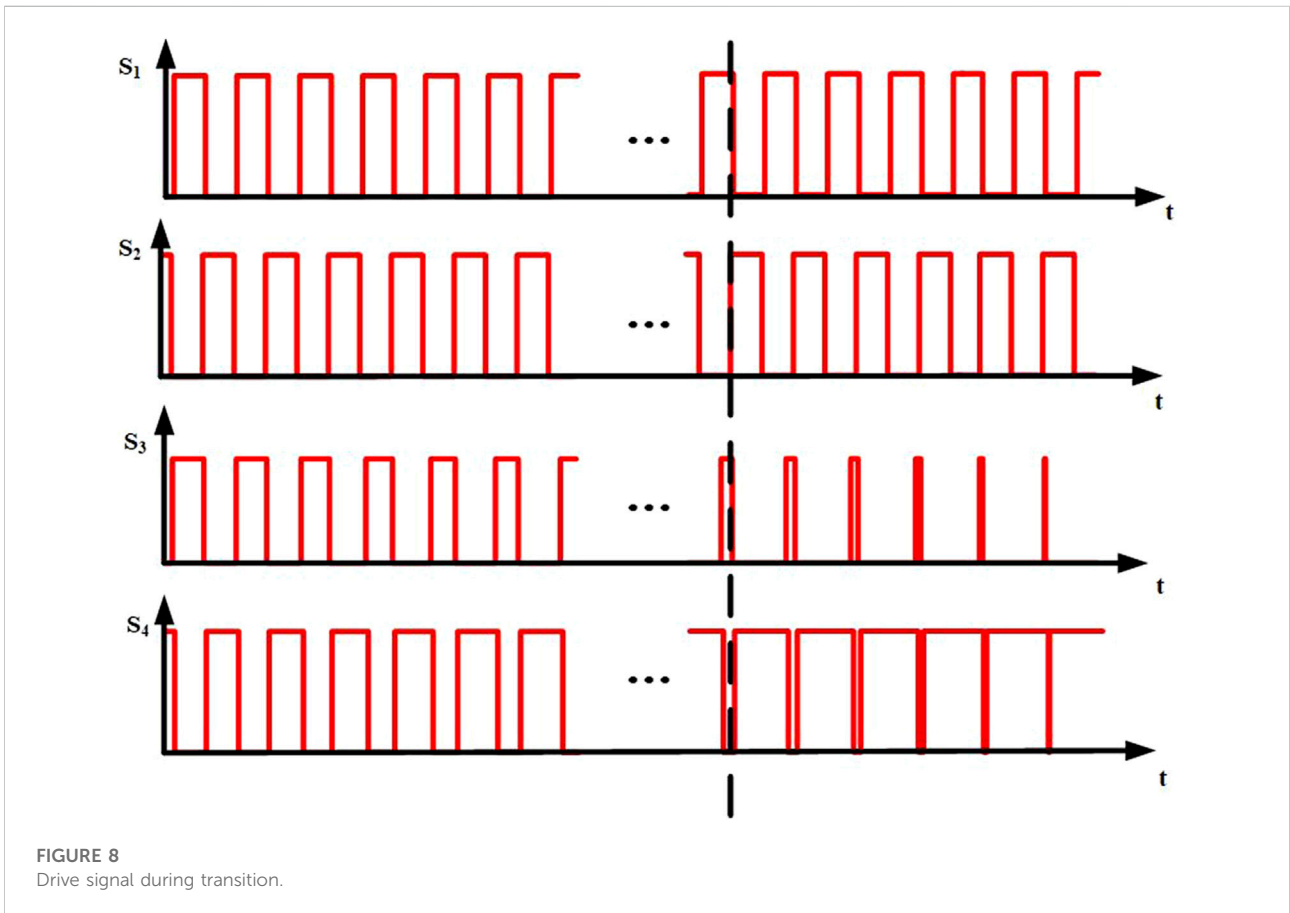 S1
...
t
S2
...
t
S3
...
t
S4
...
t
FIGURE 8
Drive signal during transition.